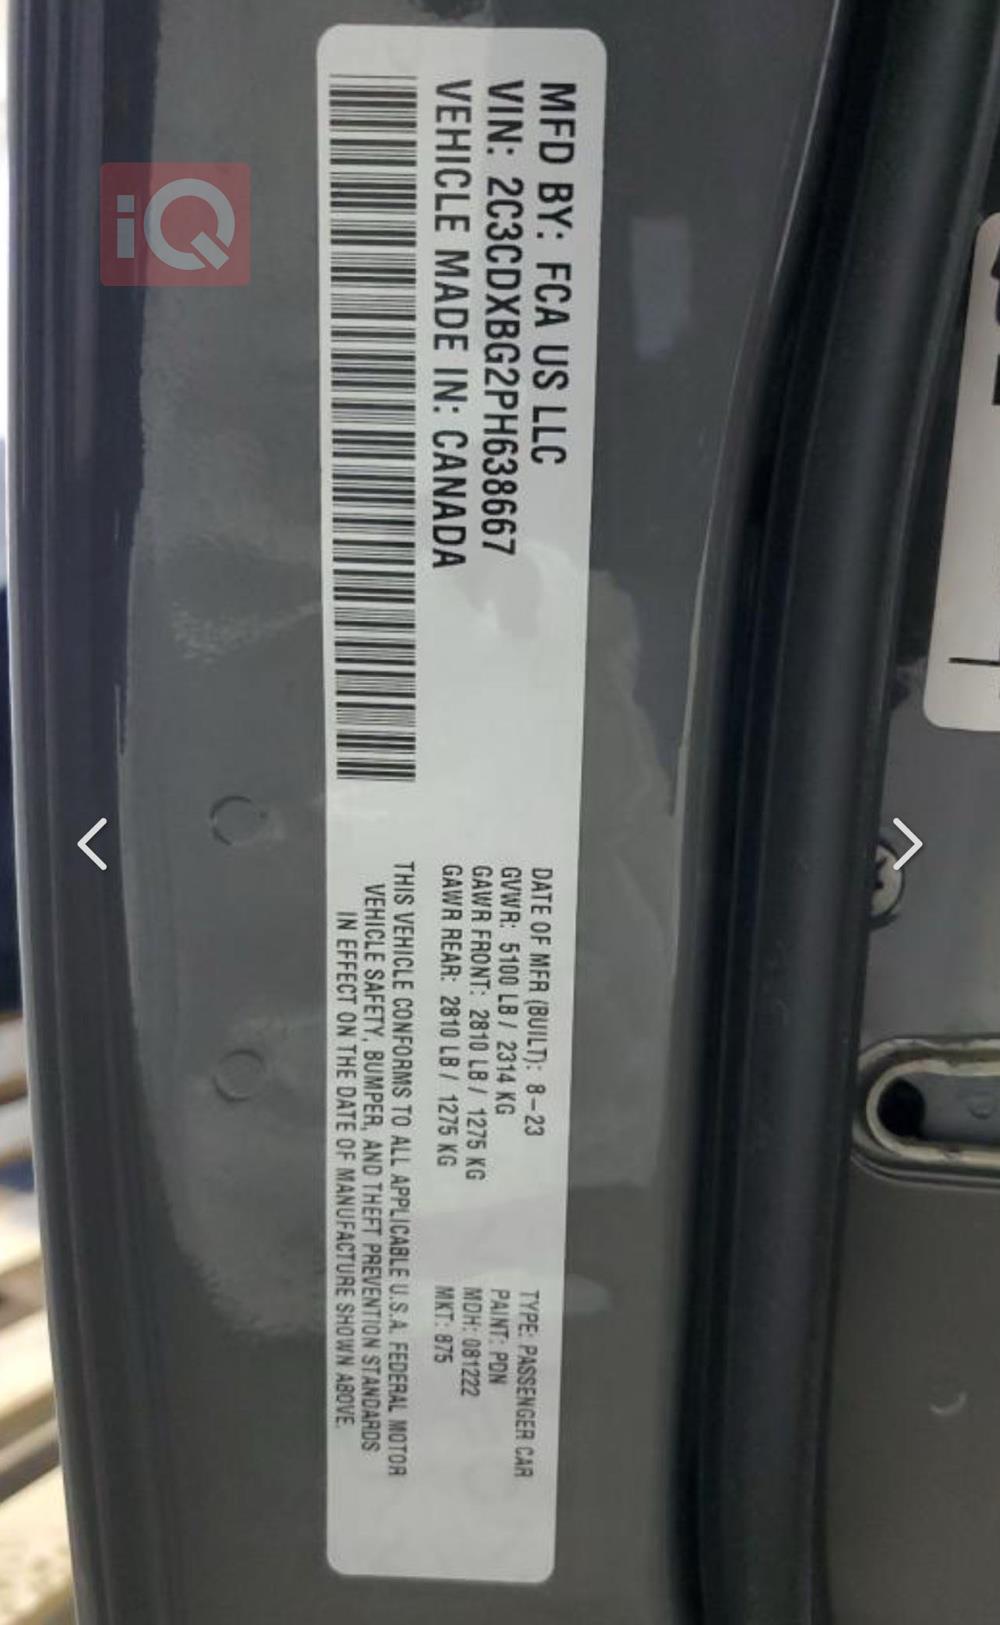 iQ
MFD BY: FCA US LLC
VIN: 2C3CDXBG2PH638667
VEHICLE MADE IN: CANADA
DATE OF MFR (BUILT): 8-23
GVWR: 5100 LB / 2314 KG
GAWR FRONT: 2810 LB / 1275 KG
GAWR REAR: 2810 LB / 1275 KG
TYPE: PASSENGER CAR
PAINT: PDN
MDH: 081222
MKT: 875
THIS VEHICLE CONFORMS TO ALL APPLICABLE U.S.A. FEDERAL MOTOR
VEHICLE SAFETY, BUMPER, AND THEFT PREVENTION STANDARDS
IN EFFECT ON THE DATE OF MANUFACTURE SHOWN ABOVE.